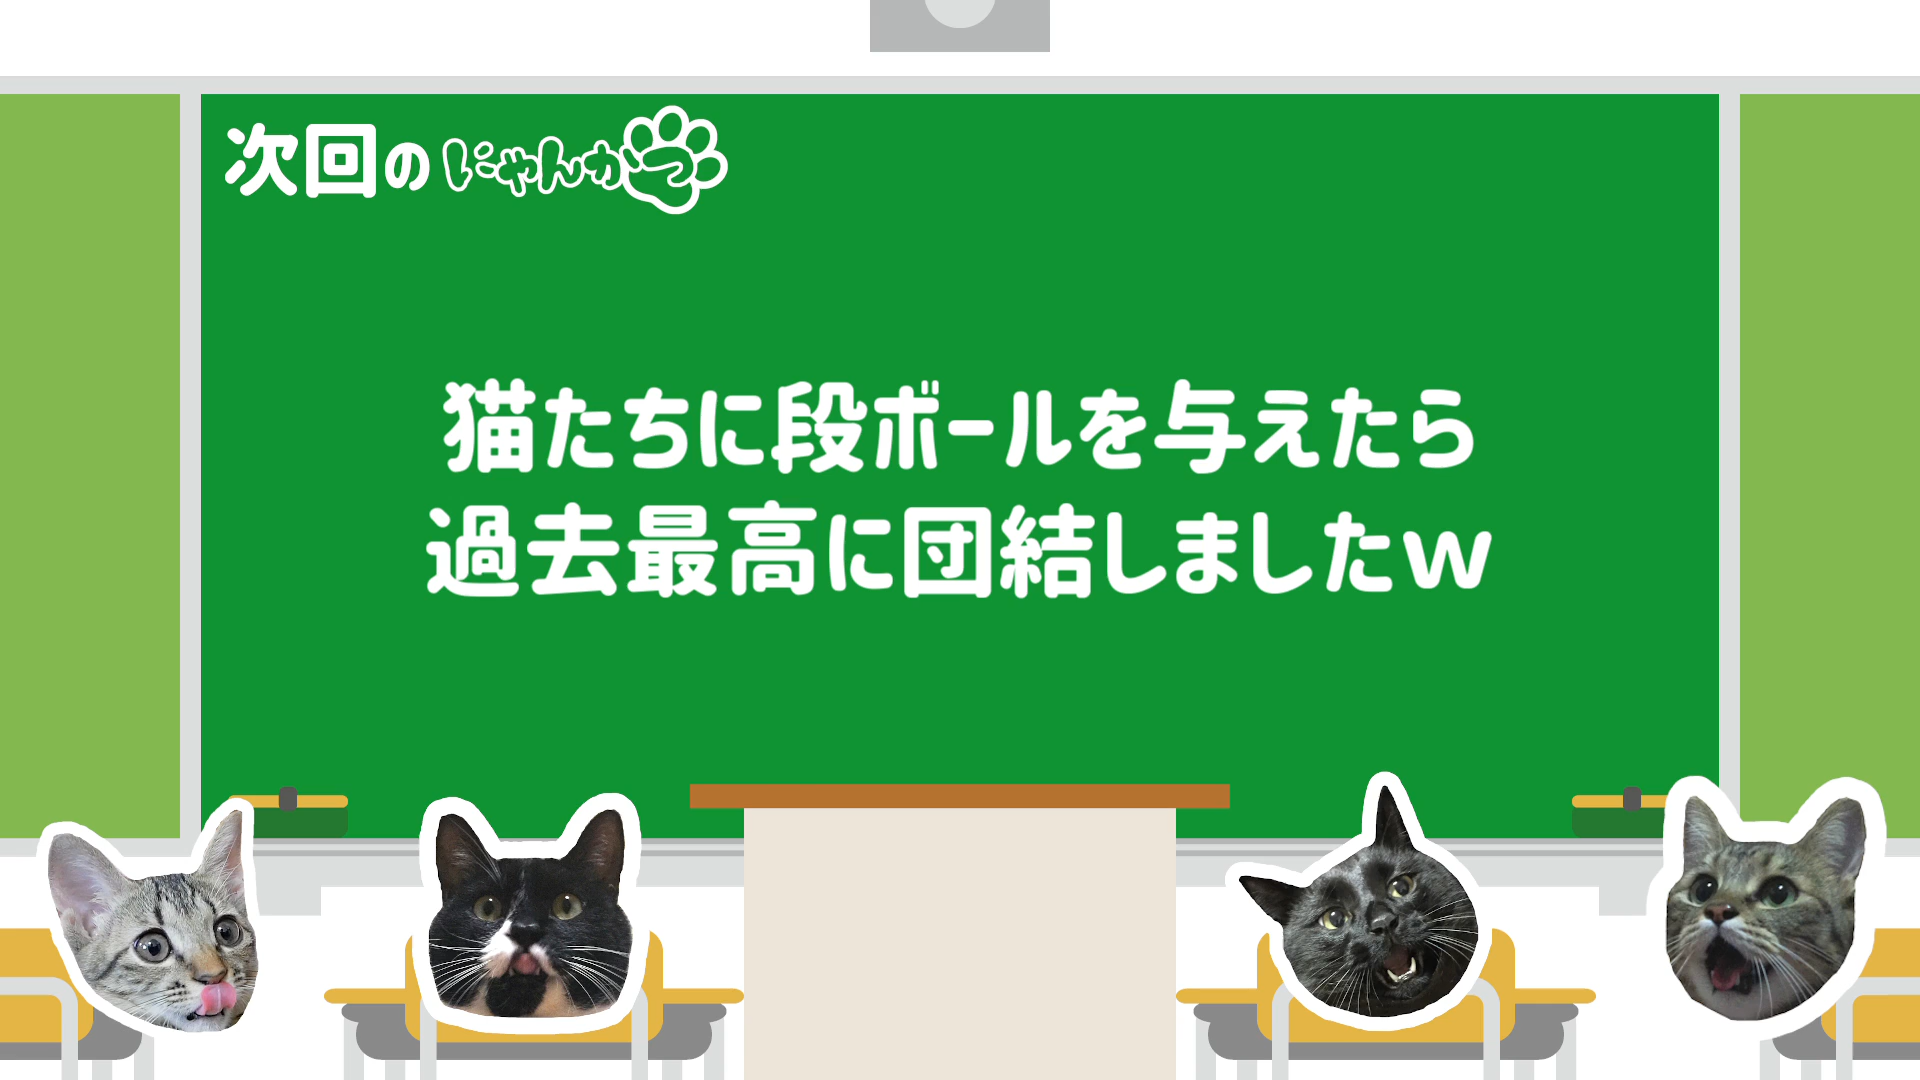 次回のにゃんかつ
猫たちに段ボールを与えたら
過去最高に団結しましたw